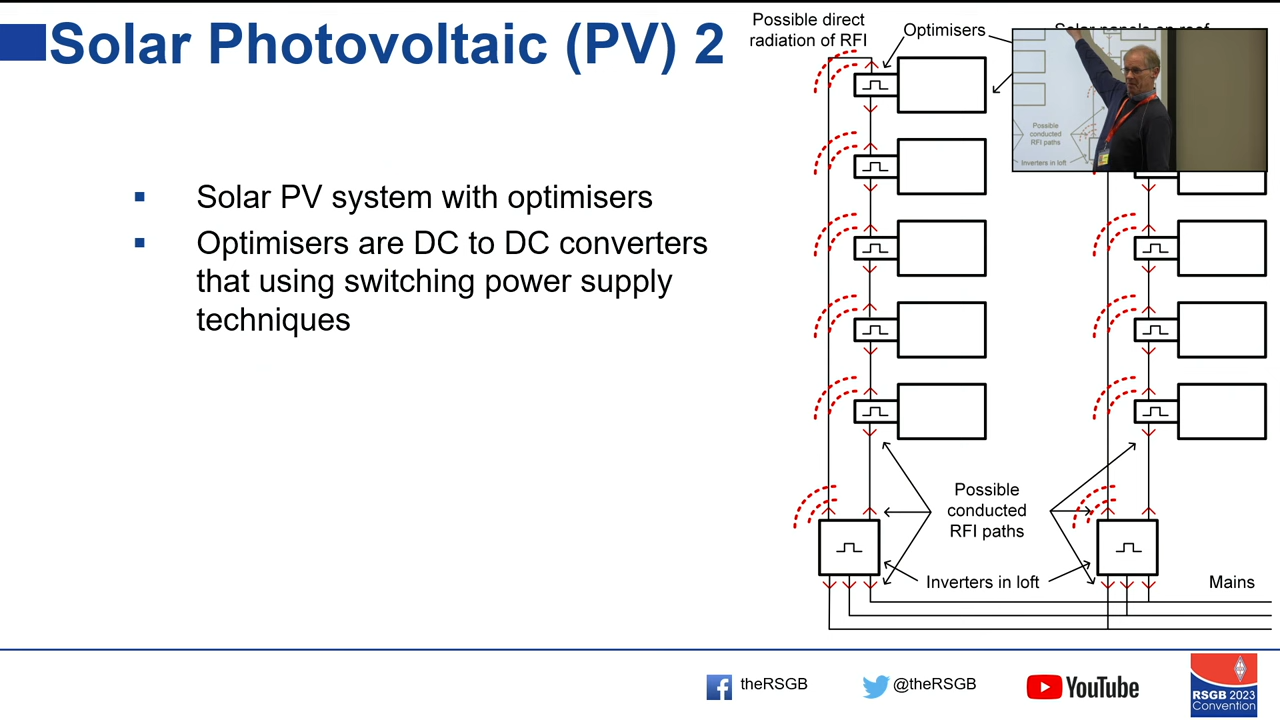 Solar Photovoltaic (PV) 2
Possible direct
radiation of RFI
Optimisers
Solar panels on roof
▪ Solar PV system with optimisers
▪ Optimisers are DC to DC converters
that using switching power supply
techniques
Possible
conducted
RFI paths
Inverters in loft
Possible
conducted
RFI paths
Inverters in loft
Mains
theRSGB
@theRSGB
YouTube
RSGB 2023
Convention